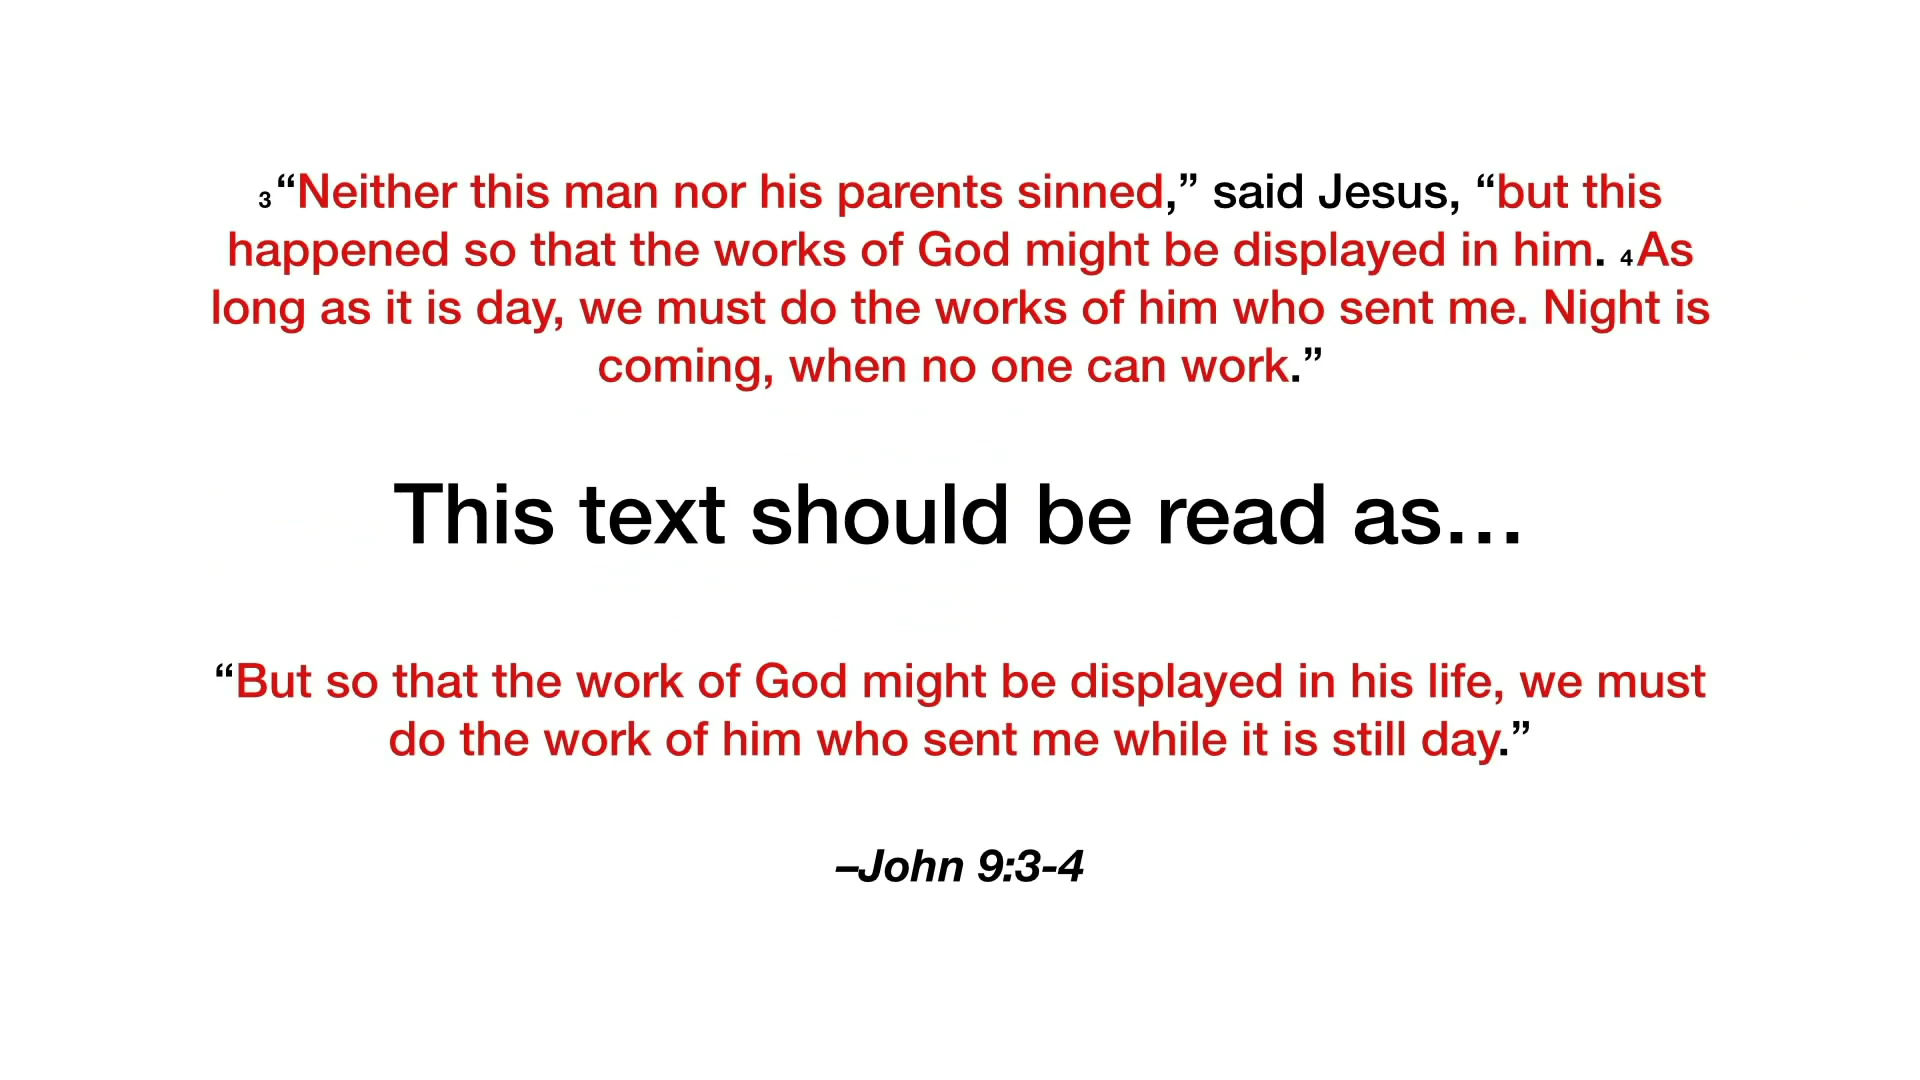 3“Neither this man nor his parents sinned,” said Jesus, “but this
happened so that the works of God might be displayed in him. 4As
long as it is day, we must do the works of him who sent me. Night is
coming, when no one can work.”
This text should be read as…
“But so that the work of God might be displayed in his life, we must
do the work of him who sent me while it is still day.”
–John 9:3-4